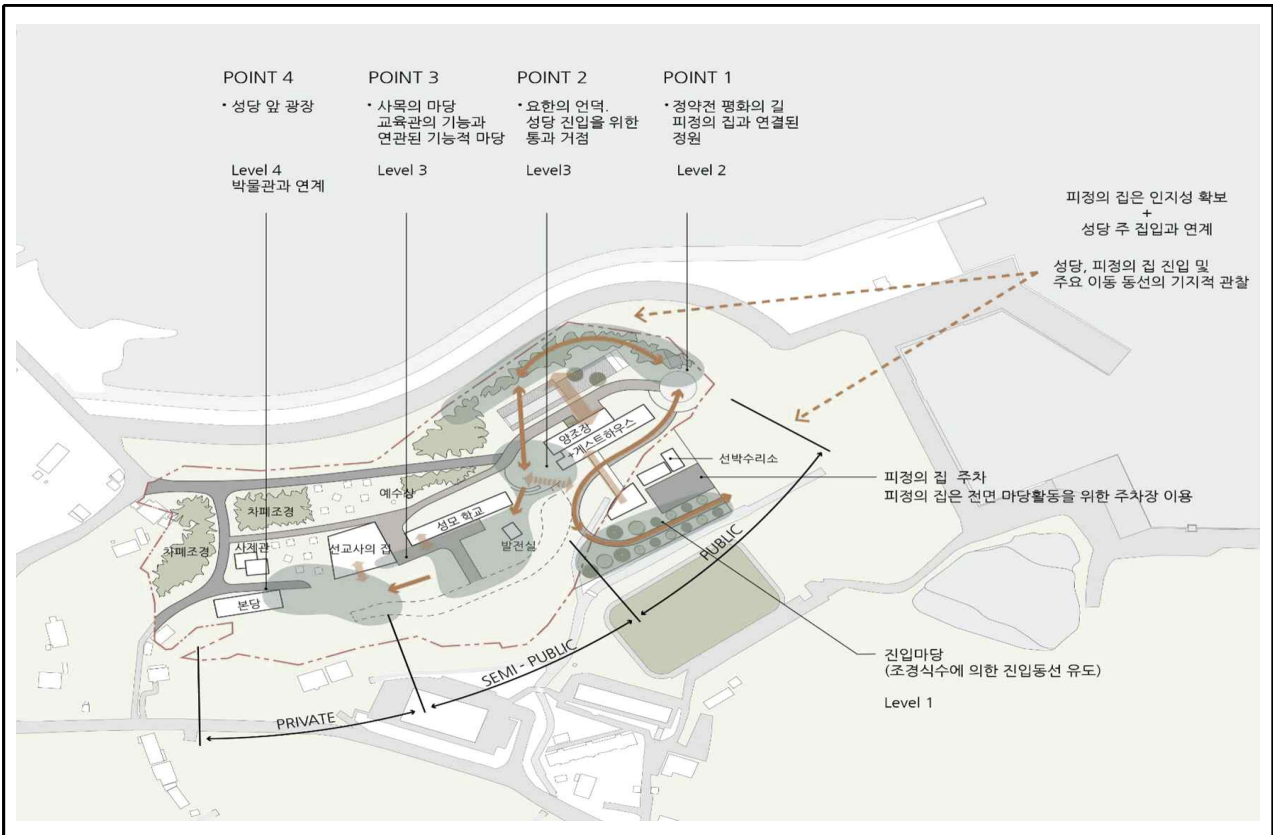 POINT 4
• 성당 앞 광장
Level 4
박물관과 연계
POINT 3
• 사목의 마당
교육관의 기능과
연관된 기능적 마당
Level 3
POINT 2
• 요한의 언덕.
성당 진입을 위한
통과 거점
Level3
POINT 1
• 정약전 평화의 길
피정의 집과 연결된
정원
Level 2
피정의 집은 인지성 확보
+
성당 주 집입과 연계
성당, 피정의 집 진입 및
주요 이동 동선의 기지적 관찰
양조장
+게스트하우스
선박수리소
피정의 집 주차
피정의 집은 전면 마당활동을 위한 주차장 이용
예수상
차폐조경
성모 학교
차폐조경
사제관
선교사의 집
발전실
본당
PUBLIC
SEMI - PUBLIC
PRIVATE
진입마당
(조경식수에 의한 진입동선 유도)
Level 1